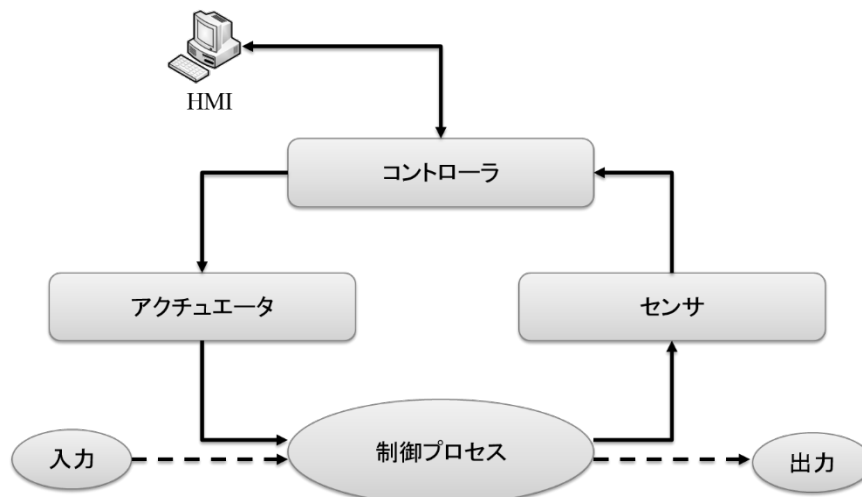 HMI
コントローラ
アクチュエータ
センサ
制御プロセス
入力
出力